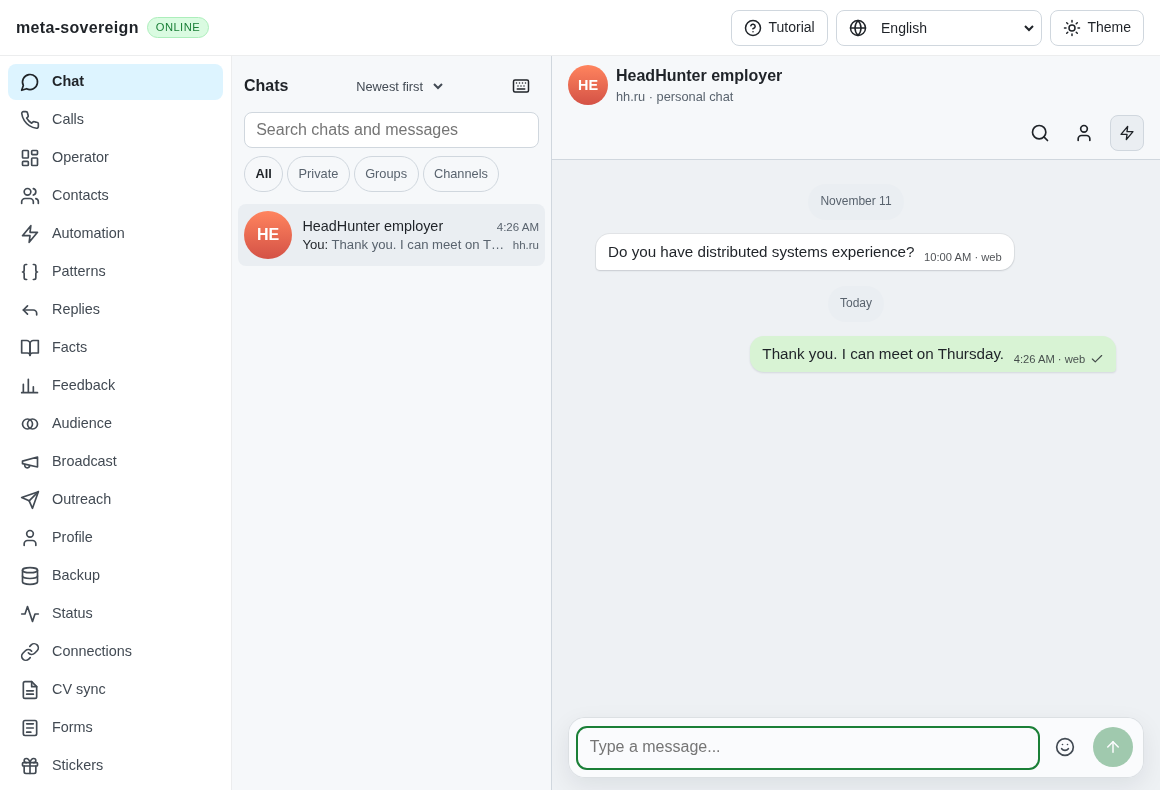 meta-sovereign ONLINE Tutorial English Theme
Chat
Calls
Operator
Contacts
Automation
Patterns
Replies
Facts
Feedback
Audience
Broadcast
Outreach
Profile
Backup
Status
Connections
CV sync
Forms
Stickers
Chats Newest first
Search chats and messages
All Private Groups Channels
HE HeadHunter employer 4:26 AM
You: Thank you. I can meet on T… hh.ru
HE HeadHunter employer
hh.ru · personal chat
November 11
Do you have distributed systems experience? 10:00 AM · web
Today
Thank you. I can meet on Thursday. 4:26 AM · web
Type a message...